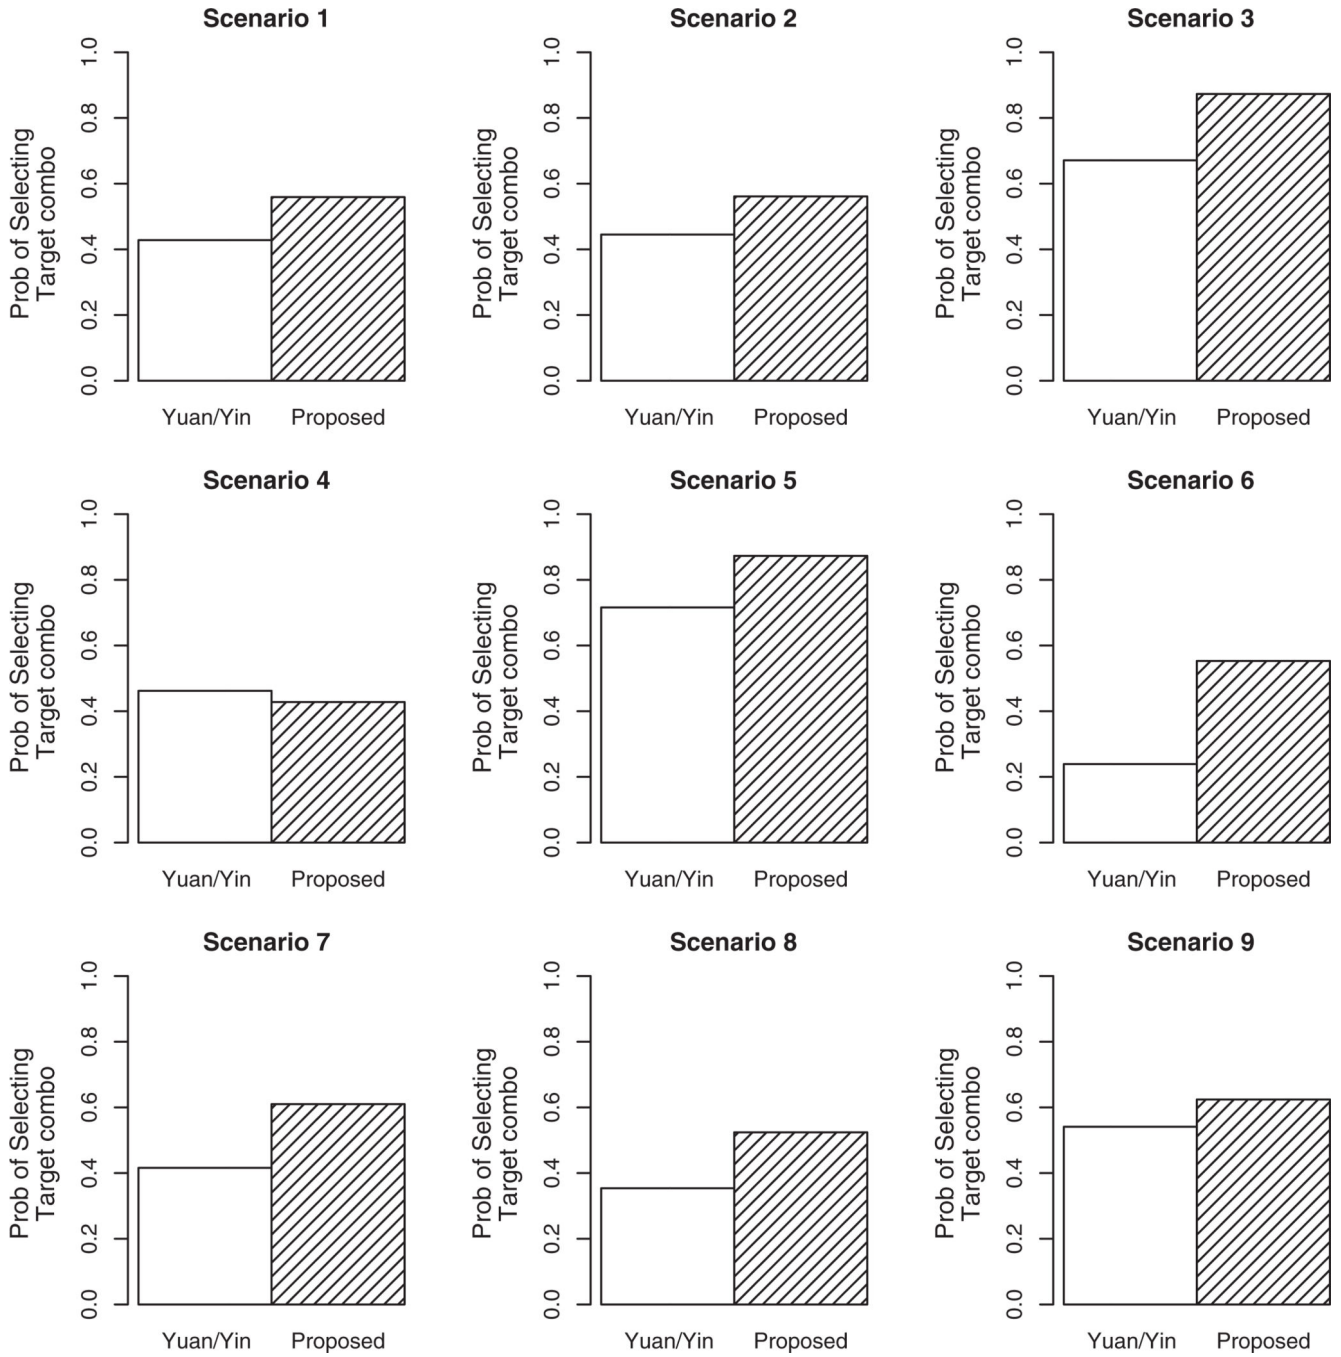 Scenario 1
Prob of Selecting
Target combo
1.0
0.8
0.6
0.4
0.2
0.0
Yuan/Yin
Proposed
Scenario 2
Prob of Selecting
Target combo
1.0
0.8
0.6
0.4
0.2
0.0
Yuan/Yin
Proposed
Scenario 3
Prob of Selecting
Target combo
1.0
0.8
0.6
0.4
0.2
0.0
Yuan/Yin
Proposed
Scenario 4
Prob of Selecting
Target combo
1.0
0.8
0.6
0.4
0.2
0.0
Yuan/Yin
Proposed
Scenario 5
Prob of Selecting
Target combo
1.0
0.8
0.6
0.4
0.2
0.0
Yuan/Yin
Proposed
Scenario 6
Prob of Selecting
Target combo
1.0
0.8
0.6
0.4
0.2
0.0
Yuan/Yin
Proposed
Scenario 7
Prob of Selecting
Target combo
1.0
0.8
0.6
0.4
0.2
0.0
Yuan/Yin
Proposed
Scenario 8
Prob of Selecting
Target combo
1.0
0.8
0.6
0.4
0.2
0.0
Yuan/Yin
Proposed
Scenario 9
Prob of Selecting
Target combo
1.0
0.8
0.6
0.4
0.2
0.0
Yuan/Yin
Proposed